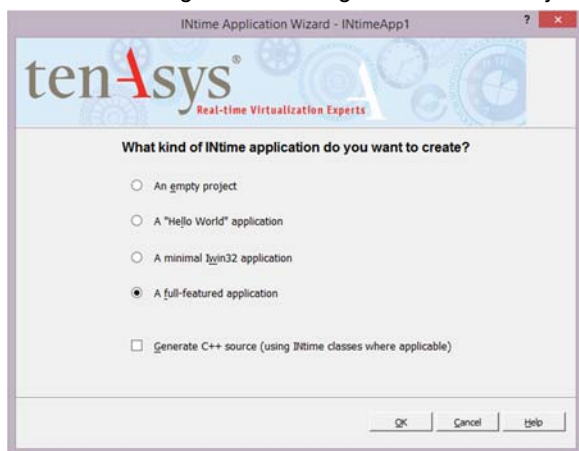 INtime Application Wizard - INtimeApp1
?
×
tenAsys®
Real-time Virtualization Experts
What kind of INtime application do you want to create?
An empty project
A "Hello World" application
A minimal Iwin32 application
A full-featured application
Generate C++ source (using INtime classes where applicable)
OK Cancel Help